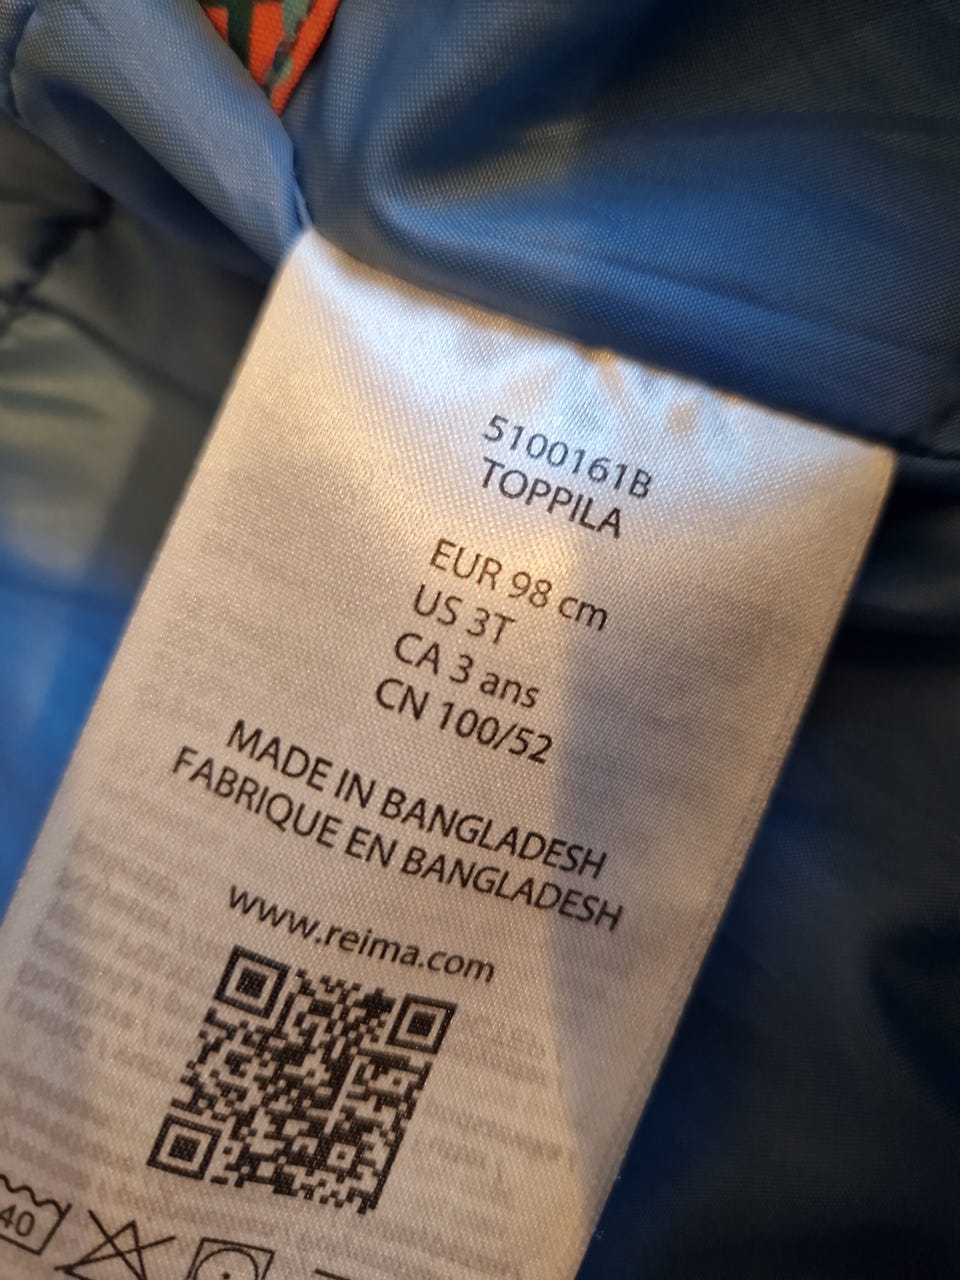 5100161B
TOPPILA
EUR 98 cm
US 3T
CA 3 ans
CN 100/52
MADE IN BANGLADESH
FABRIQUE EN BANGLADESH
www.reima.com
40